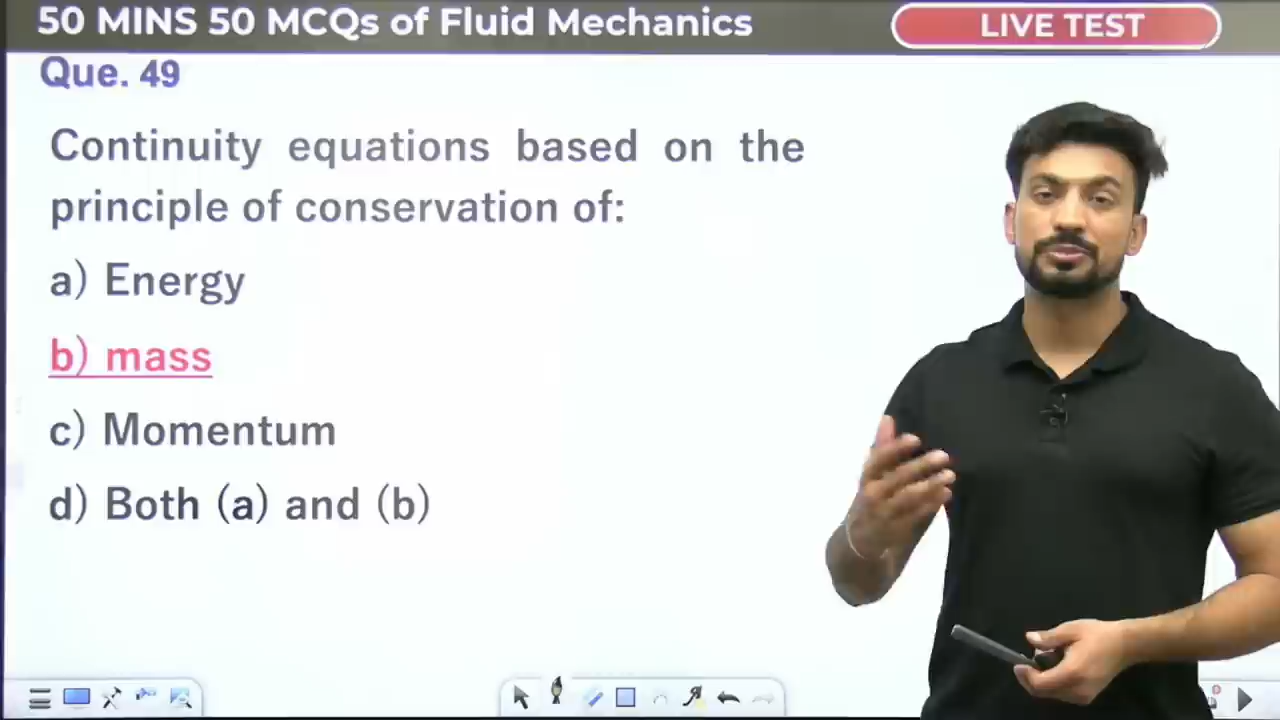 50 MINS 50 MCQs of Fluid Mechanics
LIVE TEST
Que. 49
Continuity equations based on the
principle of conservation of:
a) Energy
b) mass
c) Momentum
d) Both (a) and (b)